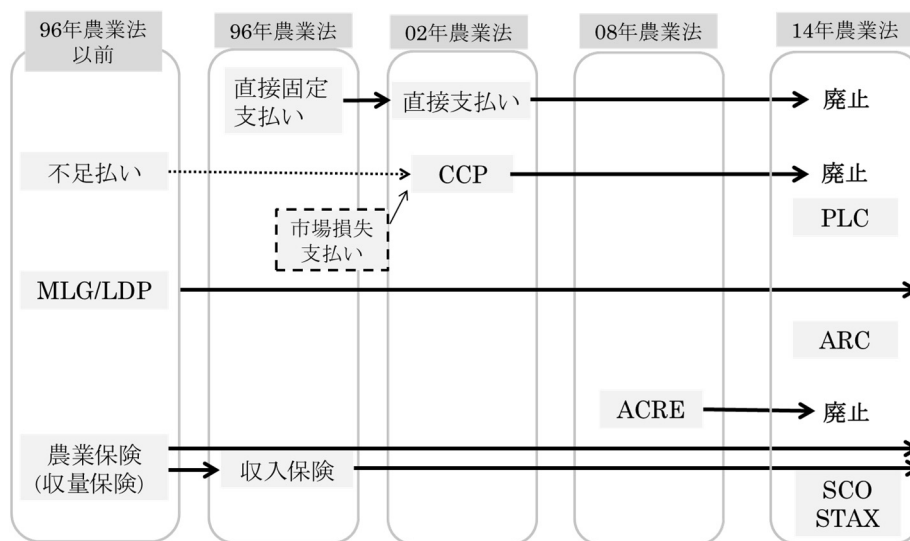 96年農業法
以前
96年農業法
02年農業法
08年農業法
14年農業法
直接固定
支払い
直接支払い
廃止
不足払い
CCP
廃止
市場損失
支払い
PLC
MLG/LDP
ARC
ACRE
廃止
農業保険
(収量保険)
収入保険
SCO
STAX